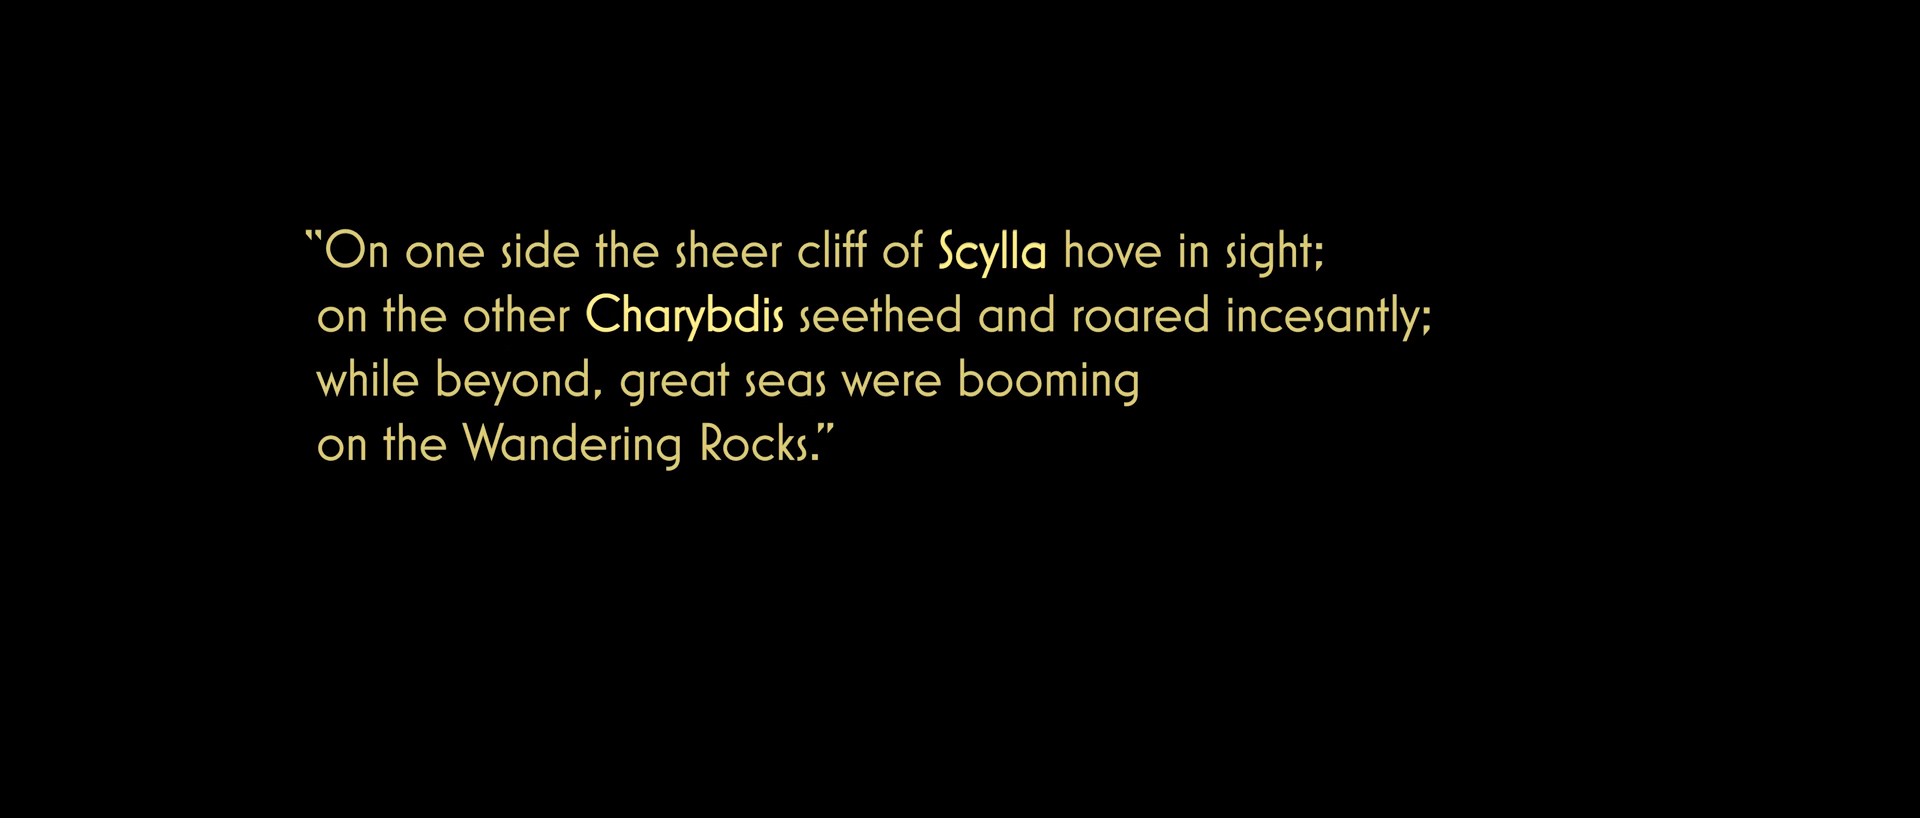 “On one side the sheer cliff of Scylla hove in sight;
on the other Charybdis seethed and roared incesantly;
while beyond, great seas were booming
on the Wandering Rocks.”